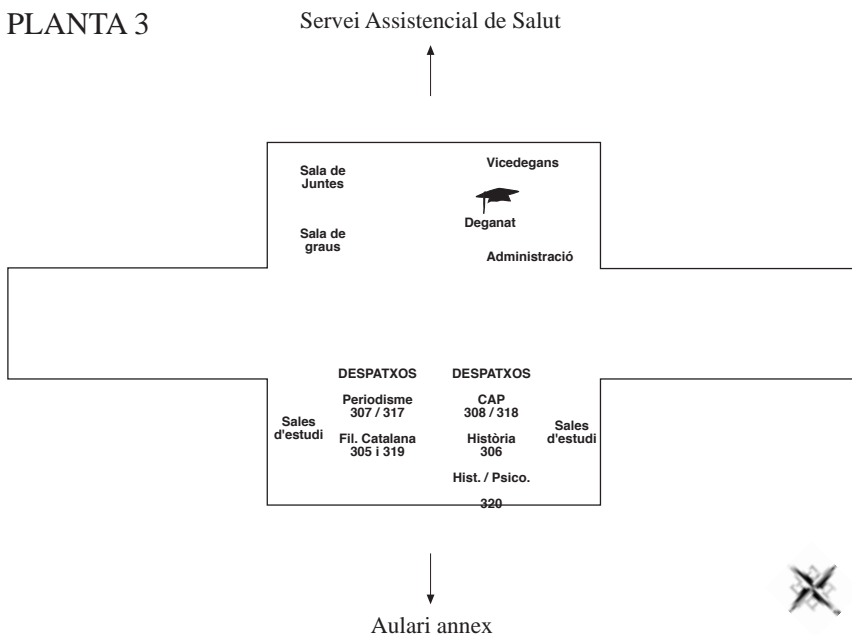 PLANTA 3
Servei Assistencial de Salut
Sala de
Juntes
Vicedegans
Deganat
Sala de
graus
Administració
DESPATXOS
Periodisme
307 / 317
Fil. Catalana
305 i 319
DESPATXOS
CAP
308 / 318
Història
306
Hist. / Psico.
320
Sales
d'estudi
Sales
d'estudi
Aulari annex